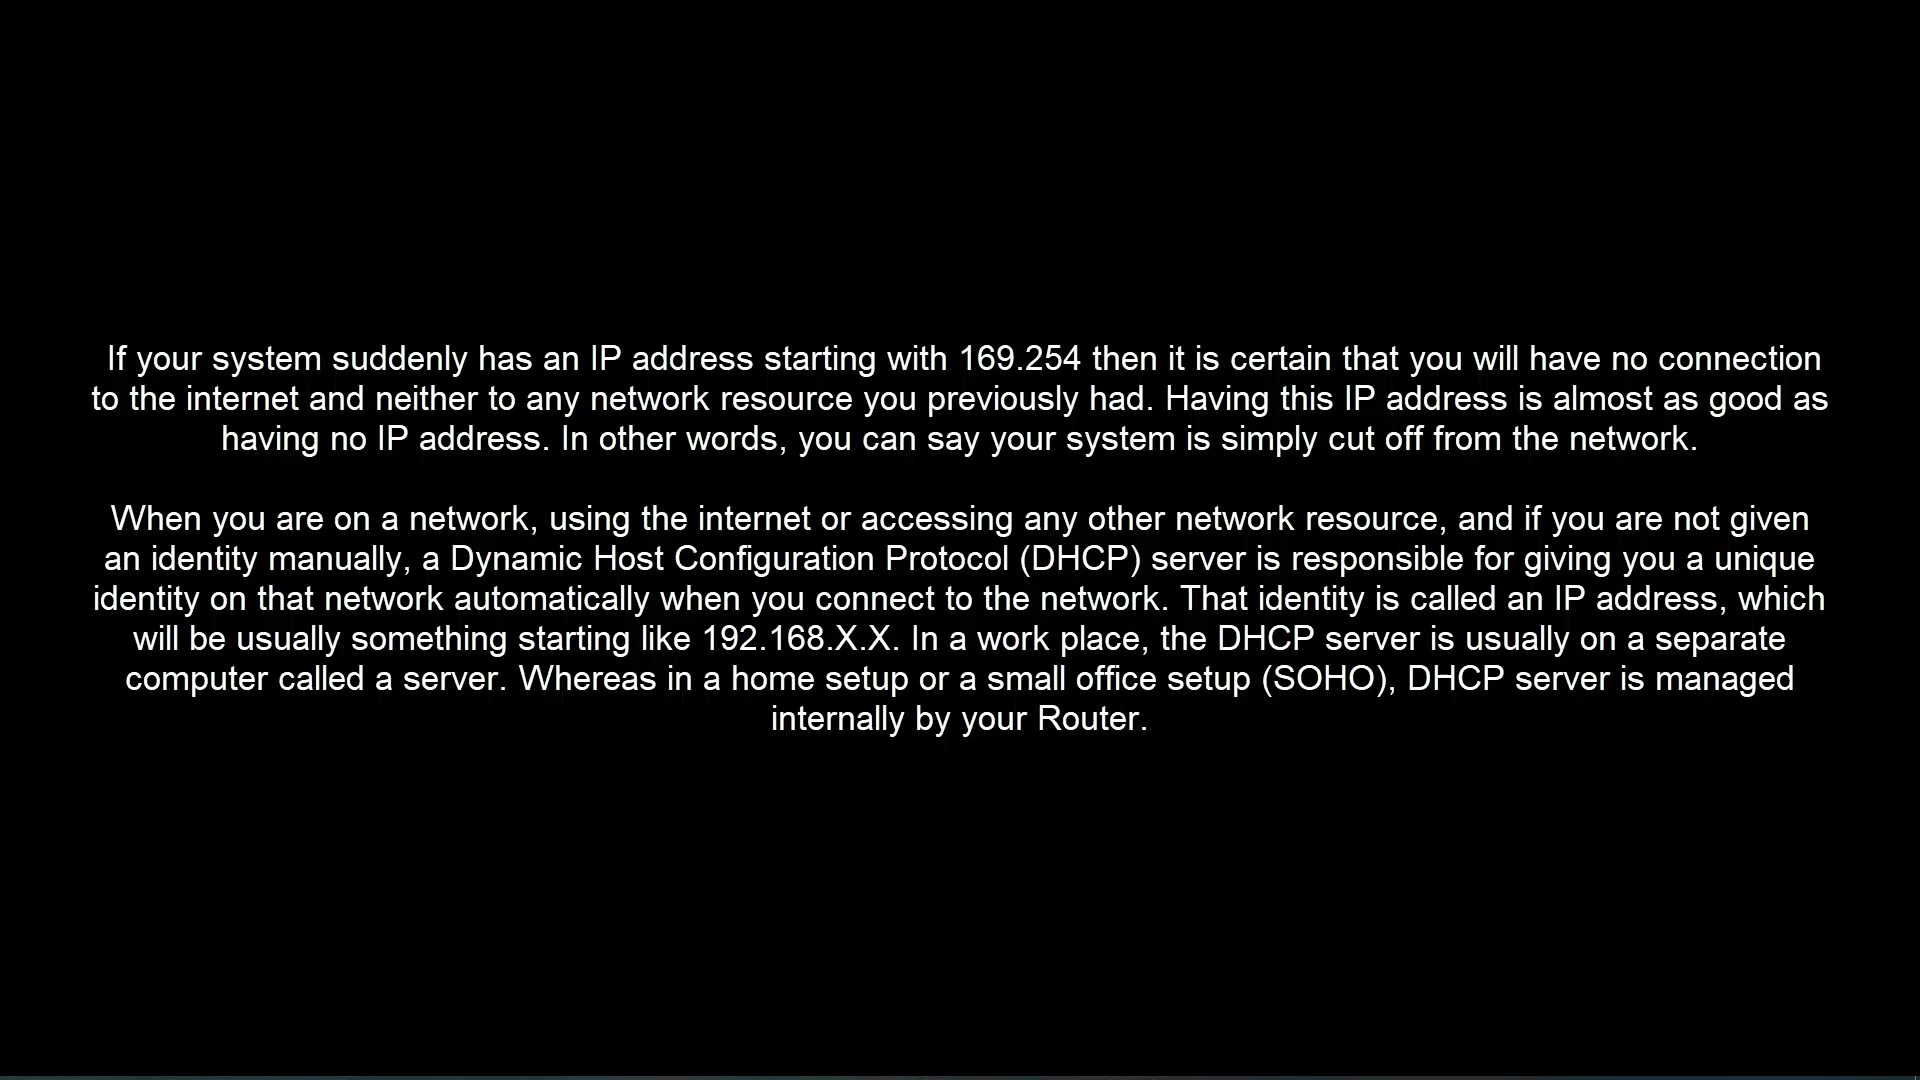 If your system suddenly has an IP address starting with 169.254 then it is certain that you will have no connection
to the internet and neither to any network resource you previously had. Having this IP address is almost as good as
having no IP address. In other words, you can say your system is simply cut off from the network.
When you are on a network, using the internet or accessing any other network resource, and if you are not given
an identity manually, a Dynamic Host Configuration Protocol (DHCP) server is responsible for giving you a unique
identity on that network automatically when you connect to the network. That identity is called an IP address, which
will be usually something starting like 192.168.X.X. In a work place, the DHCP server is usually on a separate
computer called a server. Whereas in a home setup or a small office setup (SOHO), DHCP server is managed
internally by your Router.